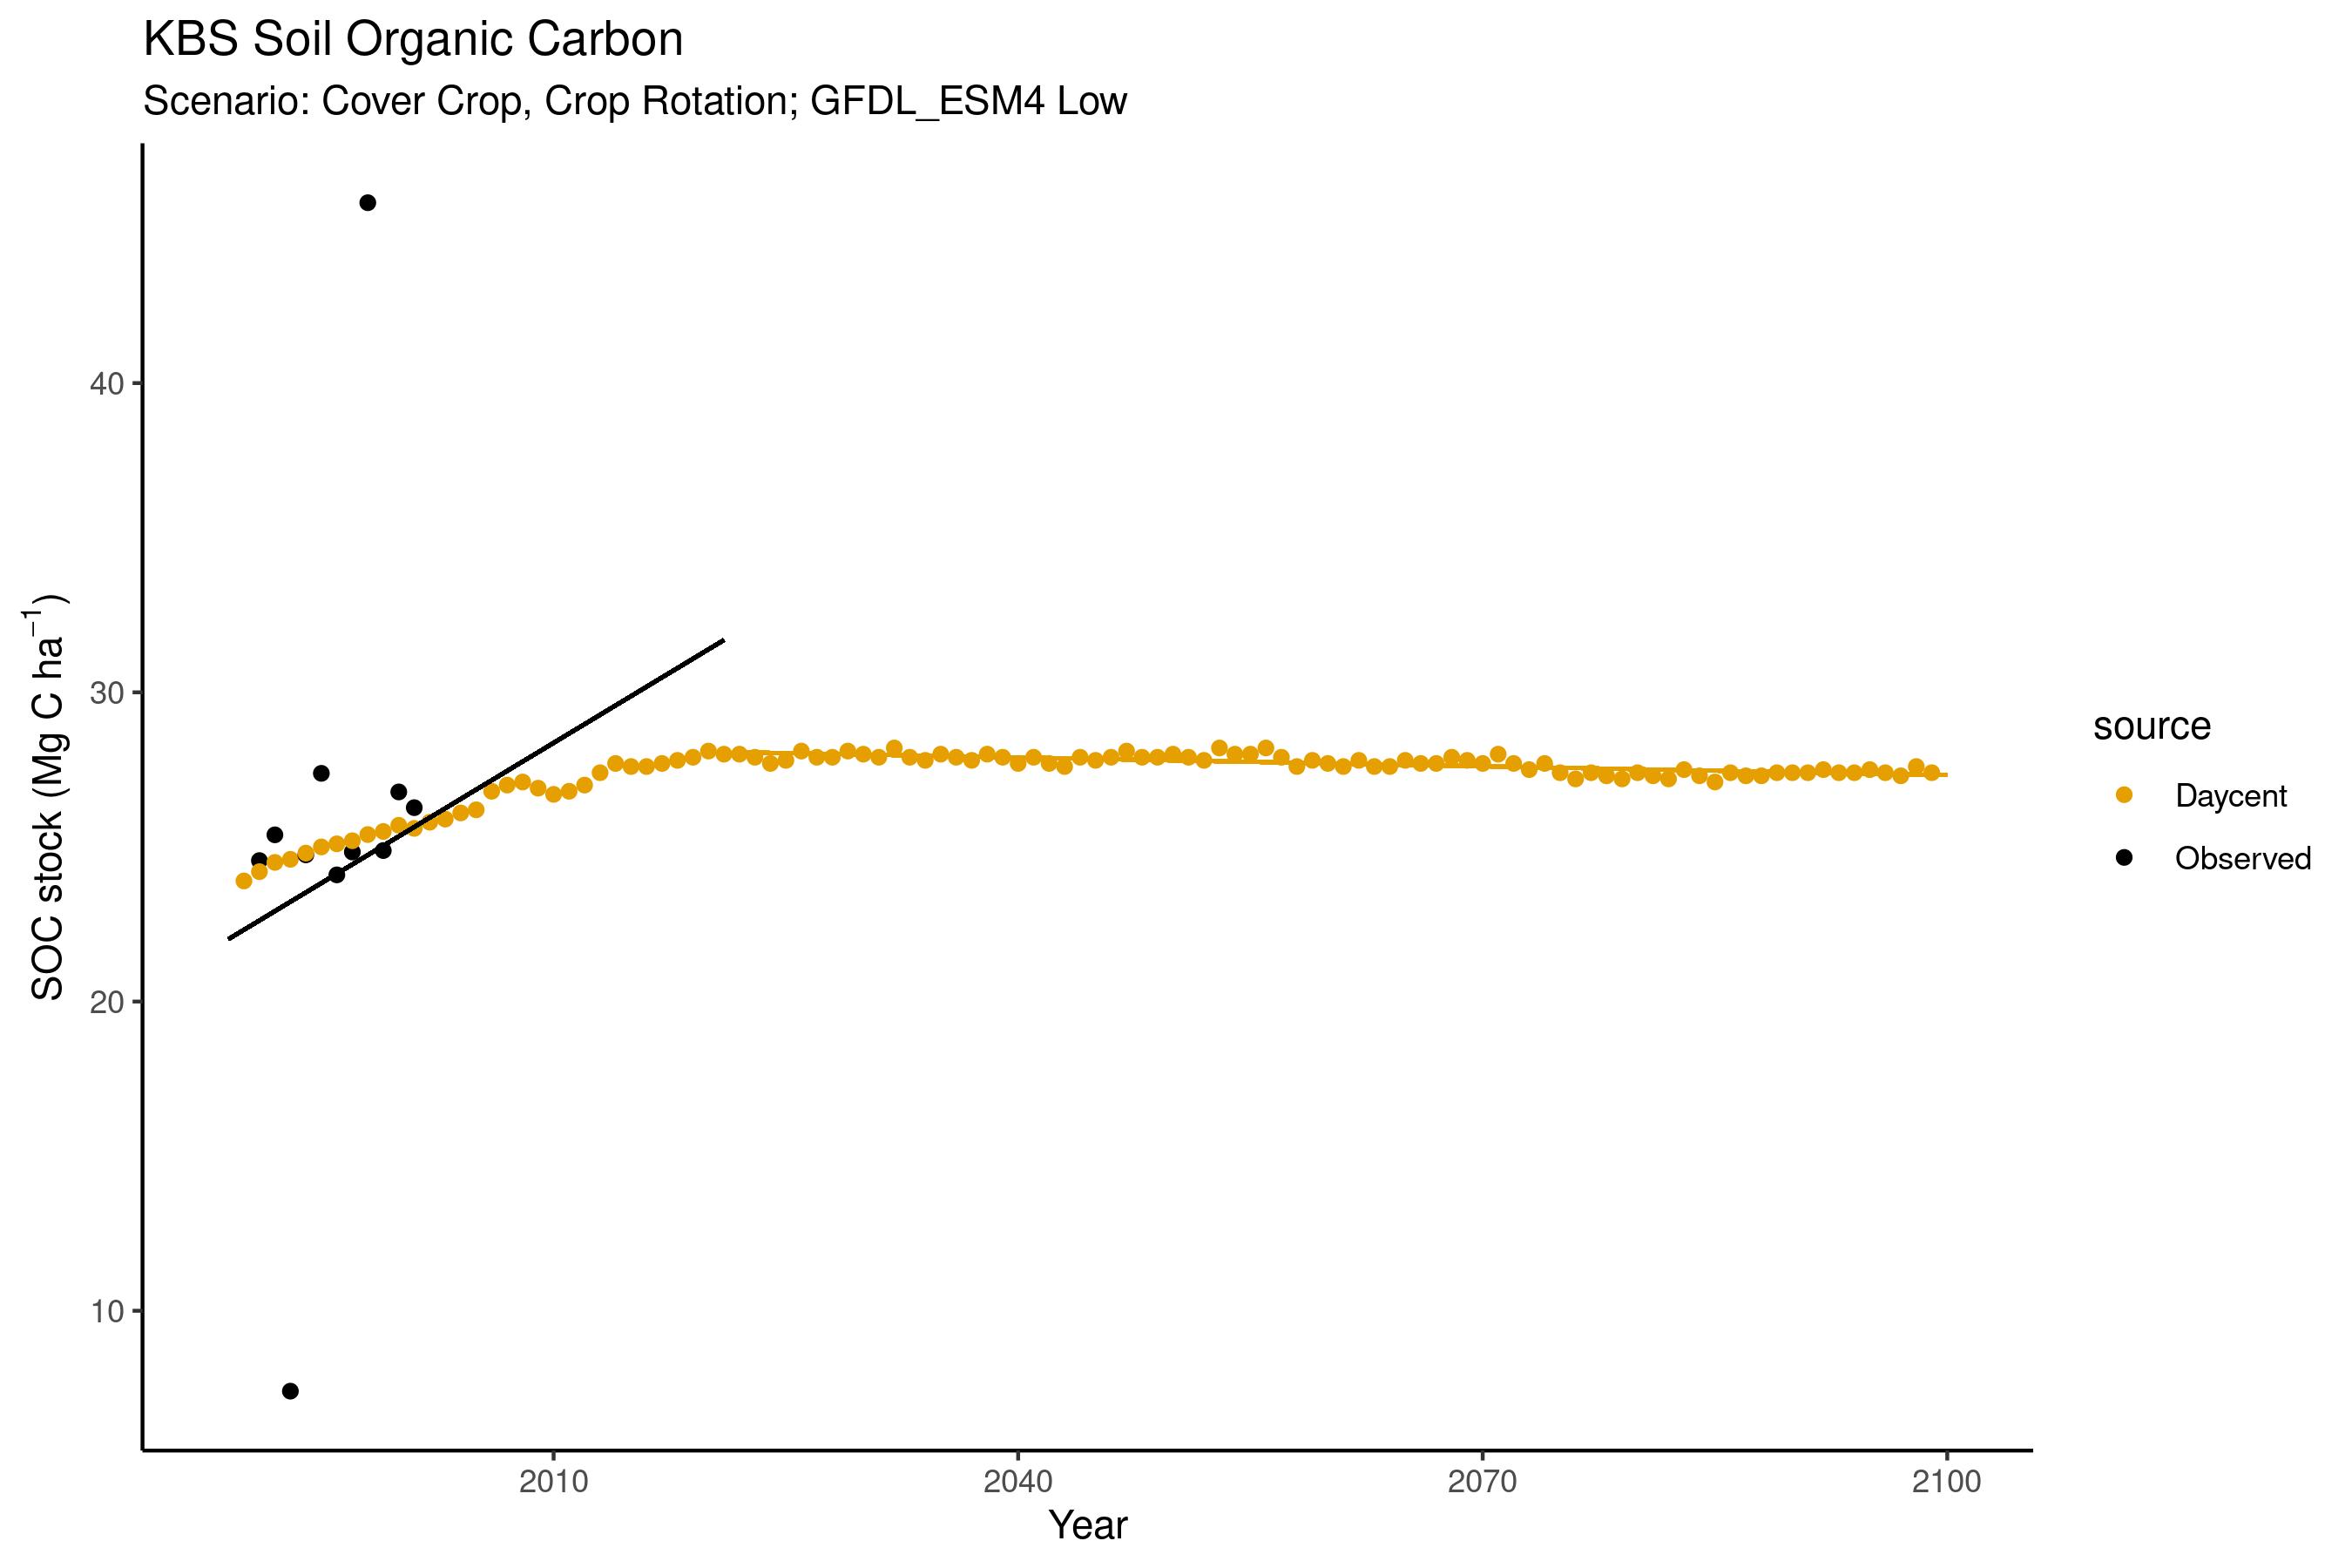 KBS Soil Organic Carbon
Scenario: Cover Crop, Crop Rotation; GFDL_ESM4 Low
SOC stock (Mg C ha⁻¹)
40
30
20
10
2010
2040
2070
2100
Year
source
Daycent
Observed